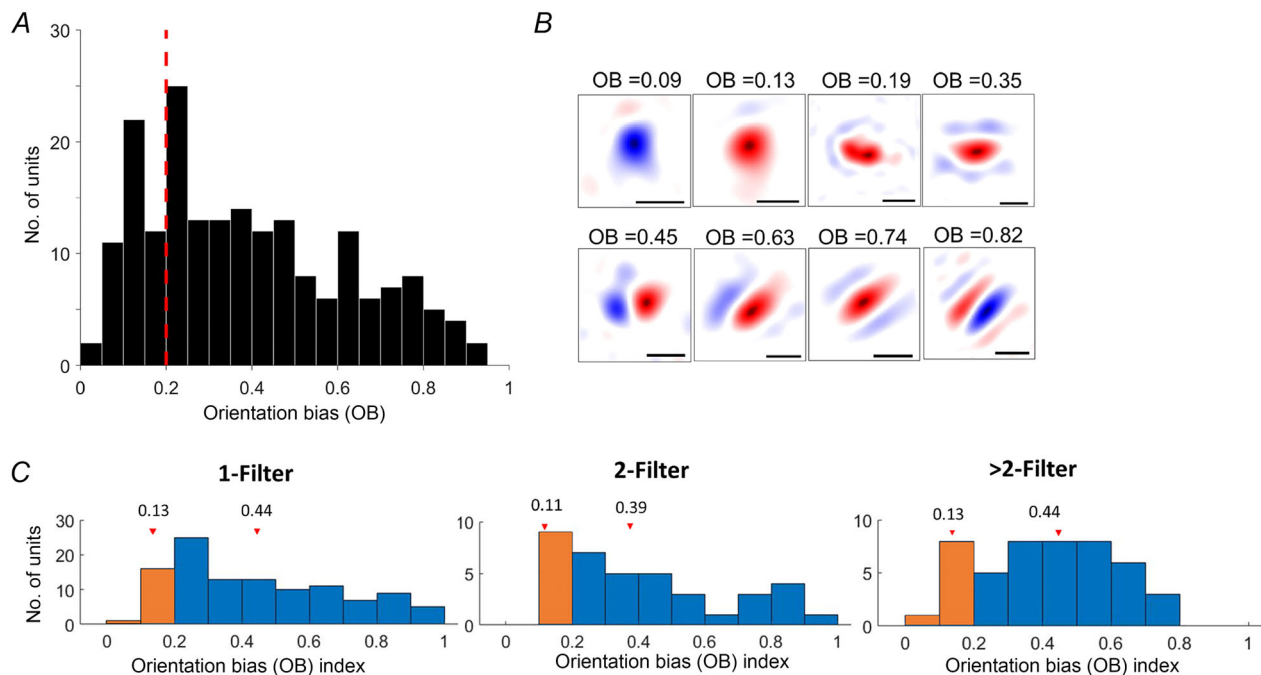 A
B
30
20
10
0
No. of units
0 0.2 0.4 0.6 0.8 1
Orientation bias (OB)
OB =0.09 OB =0.13 OB =0.19 OB =0.35
OB =0.45 OB =0.63 OB =0.74 OB =0.82
C
1-Filter
0.13 0.44
30
20
10
0
No. of units
0 0.2 0.4 0.6 0.8 1
Orientation bias (OB) index
2-Filter
0.11 0.39
10
5
0
0 0.2 0.4 0.6 0.8 1
Orientation bias (OB) index
>2-Filter
0.13 0.44
10
5
0
0 0.2 0.4 0.6 0.8 1
Orientation bias (OB) index